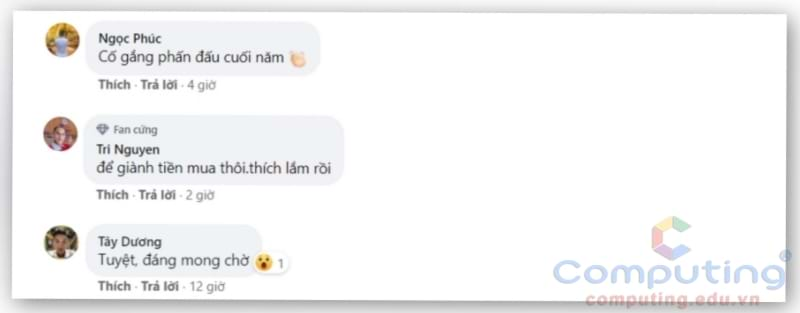 Ngọc Phúc
Cố gắng phấn đấu cuối năm 👏🏻
Thích · Trả lời · 4 giờ
Fan cứng
Tri Nguyen
để giành tiền mua thôi.thích lắm rồi
Thích · Trả lời · 2 giờ
Tây Dương
Tuyệt, đáng mong chờ
😮 1
Thích · Trả lời · 12 giờ
Computing®
computing.edu.vn